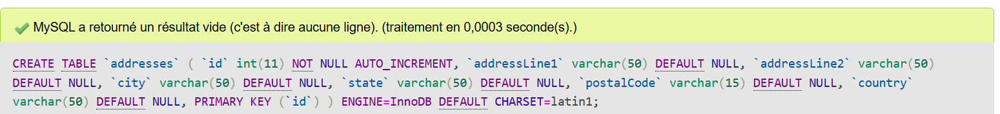 MySQL a retourné un résultat vide (c'est à dire aucune ligne). (traitement en 0,0003 seconde(s).)
CREATE TABLE `addresses` ( `id` int(11) NOT NULL AUTO_INCREMENT, `addressLine1` varchar(50) DEFAULT NULL, `addressLine2` varchar(50)
DEFAULT NULL, `city` varchar(50) DEFAULT NULL, `state` varchar(50) DEFAULT NULL, `postalCode` varchar(15) DEFAULT NULL, `country`
varchar(50) DEFAULT NULL, PRIMARY KEY (`id`) ) ENGINE=InnoDB DEFAULT CHARSET=latin1;